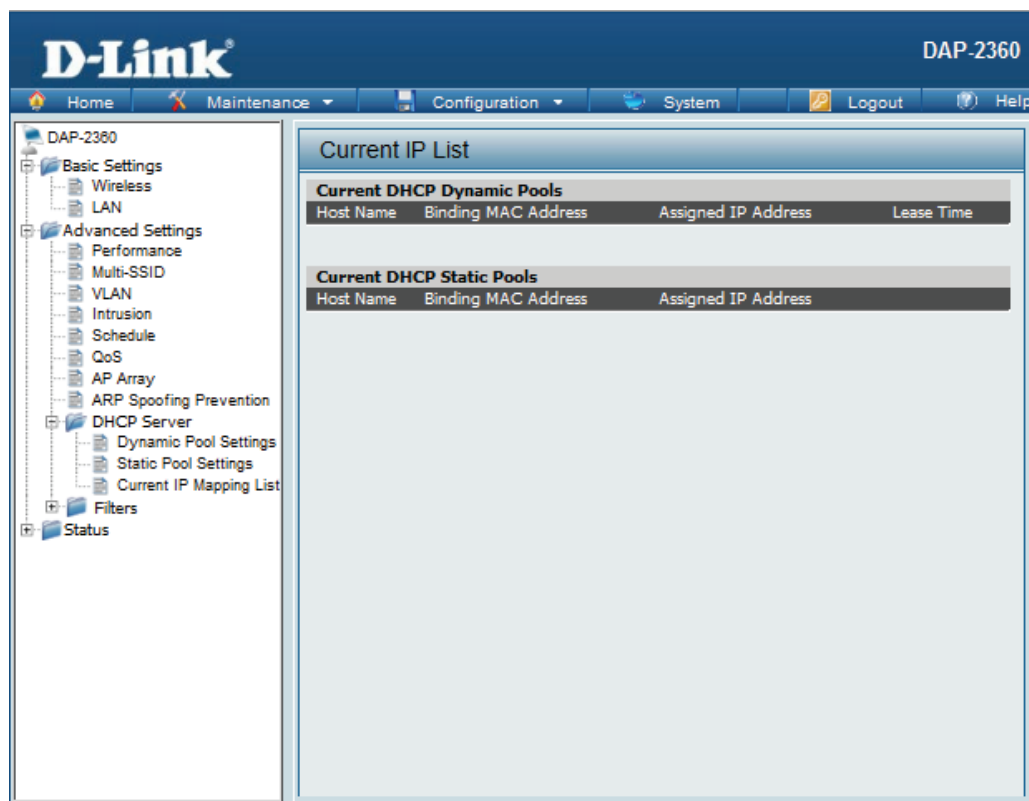 D-Link®
DAP-2360
Home Maintenance Configuration System Logout Help
DAP-2360
Basic Settings
Wireless
LAN
Advanced Settings
Performance
Multi-SSID
VLAN
Intrusion
Schedule
QoS
AP Array
ARP Spoofing Prevention
DHCP Server
Dynamic Pool Settings
Static Pool Settings
Current IP Mapping List
Filters
Status
Current IP List
Current DHCP Dynamic Pools
Host Name Binding MAC Address Assigned IP Address Lease Time
Current DHCP Static Pools
Host Name Binding MAC Address Assigned IP Address